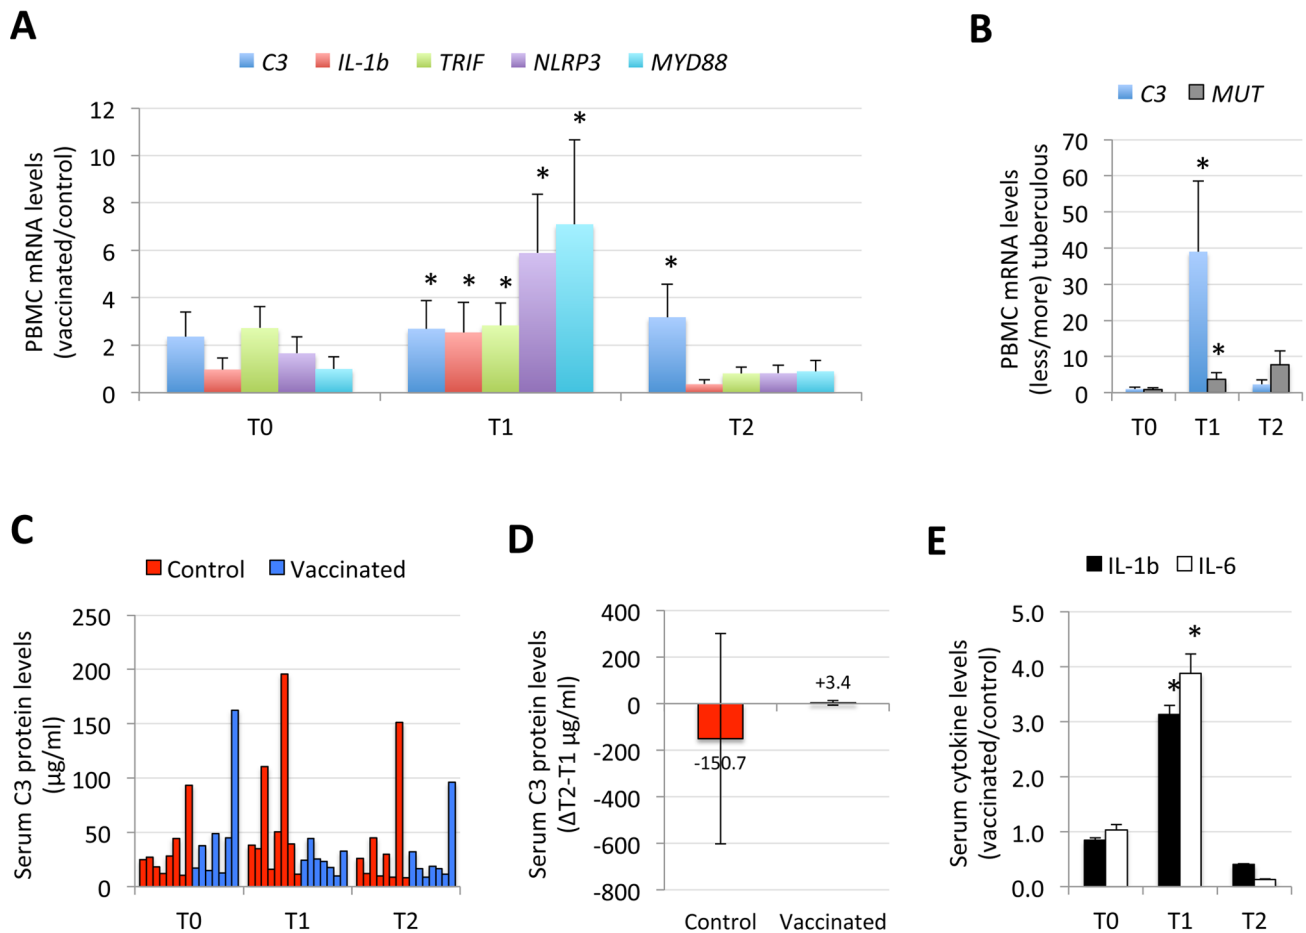 A
C3 IL-1b TRIF NLRP3 MYD88
PBMC mRNA levels
(vaccinated/control)
12
10
8
6
4
2
0
* * * * * *
T0 T1 T2
B
C3 MUT
PBMC mRNA levels
(less/more) tuberculous
70
60
50
40
30
20
10
0
* *
T0 T1 T2
C
Control Vaccinated
Serum C3 protein levels
(µg/ml)
250
200
150
100
50
0
T0 T1 T2
D
Serum C3 protein levels
(ΔT2-T1 µg/ml)
400
200
0
-200
-400
-600
-800
+3.4
-150.7
Control Vaccinated
E
IL-1b IL-6
Serum cytokine levels
(vaccinated/control)
5.0
4.0
3.0
2.0
1.0
0.0
* *
T0 T1 T2